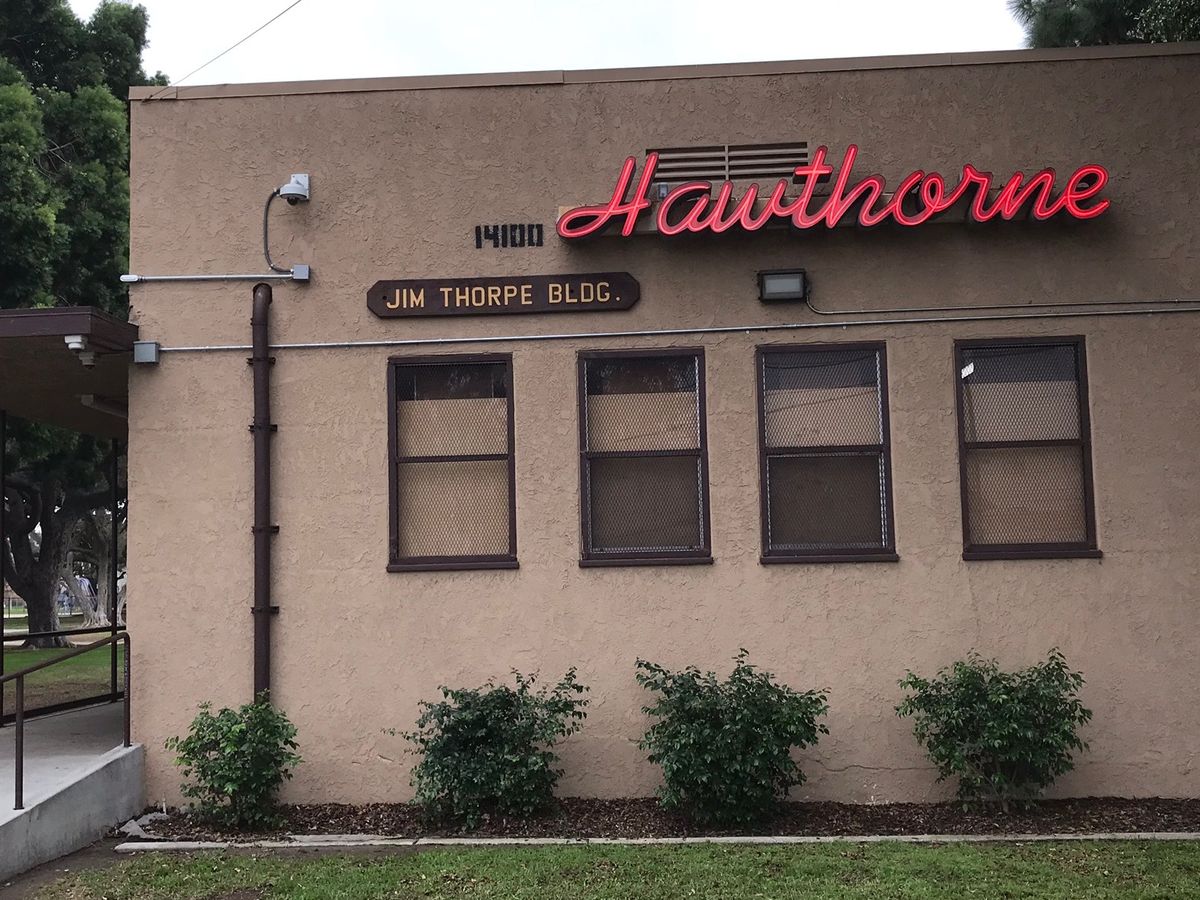 Hawthorne
14100
JIM THORPE BLDG.